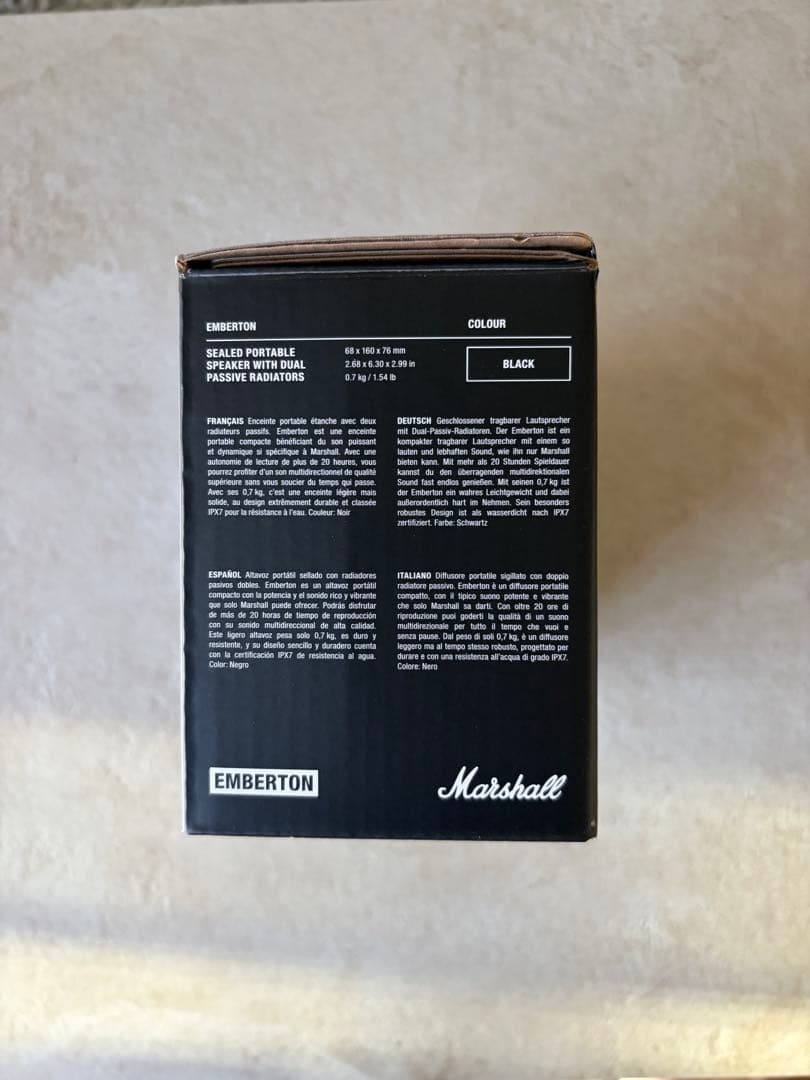 EMBERTON
COLOUR
SEALED PORTABLE
SPEAKER WITH DUAL
PASSIVE RADIATORS
68 x 160 x 76 mm
2.68 x 6.30 x 2.99 in
0.7 kg / 1.54 lb
BLACK
FRANÇAIS Enceinte portable étanche avec deux
radiateurs passifs. Emberton est une enceinte
portable compacte bénéficiant du son puissant
et dynamique si spécifique à Marshall. Avec une
autonomie de lecture de plus de 20 heures, vous
pourrez profiter d'un son multidirectionnel de qualité
supérieure sans vous soucier du temps qui passe.
Avec ses 0,7 kg, c'est une enceinte légère mais
solide, au design extrêmement durable et classée
IPX7 pour la résistance à l'eau. Couleur: Noir
DEUTSCH Geschlossener tragbarer Lautsprecher
mit Dual-Passiv-Radiatoren. Der Emberton ist ein
kompakter tragbarer Lautsprecher mit einem so
lauten und lebhaften Sound, wie ihn nur Marshall
bieten kann. Mit mehr als 20 Stunden Spieldauer
kannst du den überragenden multidirektionalen
Sound fast endlos genießen. Mit seinen 0,7 kg ist
der Emberton ein wahres Leichtgewicht und dabei
außerordentlich hart im Nehmen. Sein besonders
robustes Design ist als wasserdicht nach IPX7
zertifiziert. Farbe: Schwartz
ESPAÑOL Altavoz portátil sellado con radiadores
pasivos dobles. Emberton es un altavoz portátil
compacto con la potencia y el sonido rico y vibrante
que solo Marshall puede ofrecer. Podrás disfrutar
de más de 20 horas de tiempo de reproducción
con su sonido multidireccional de alta calidad.
Este ligero altavoz pesa solo 0,7 kg, es duro y
resistente, y su diseño sencillo y duradero cuenta
con la certificación IPX7 de resistencia al agua.
Color: Negro
ITALIANO Diffusore portatile sigillato con doppio
radiatore passivo. Emberton è un diffusore portatile
compatto, con il tipico suono potente e vibrante
che solo Marshall sa darti. Con oltre 20 ore di
riproduzione puoi goderti la qualità di un suono
multidirezionale per tutto il tempo che vuoi e
senza pause. Dal peso di soli 0,7 kg, è un diffusore
leggero ma al tempo stesso robusto, progettato per
durare e con una resistenza all'acqua di grado IPX7.
Colore: Nero
EMBERTON
Marshall